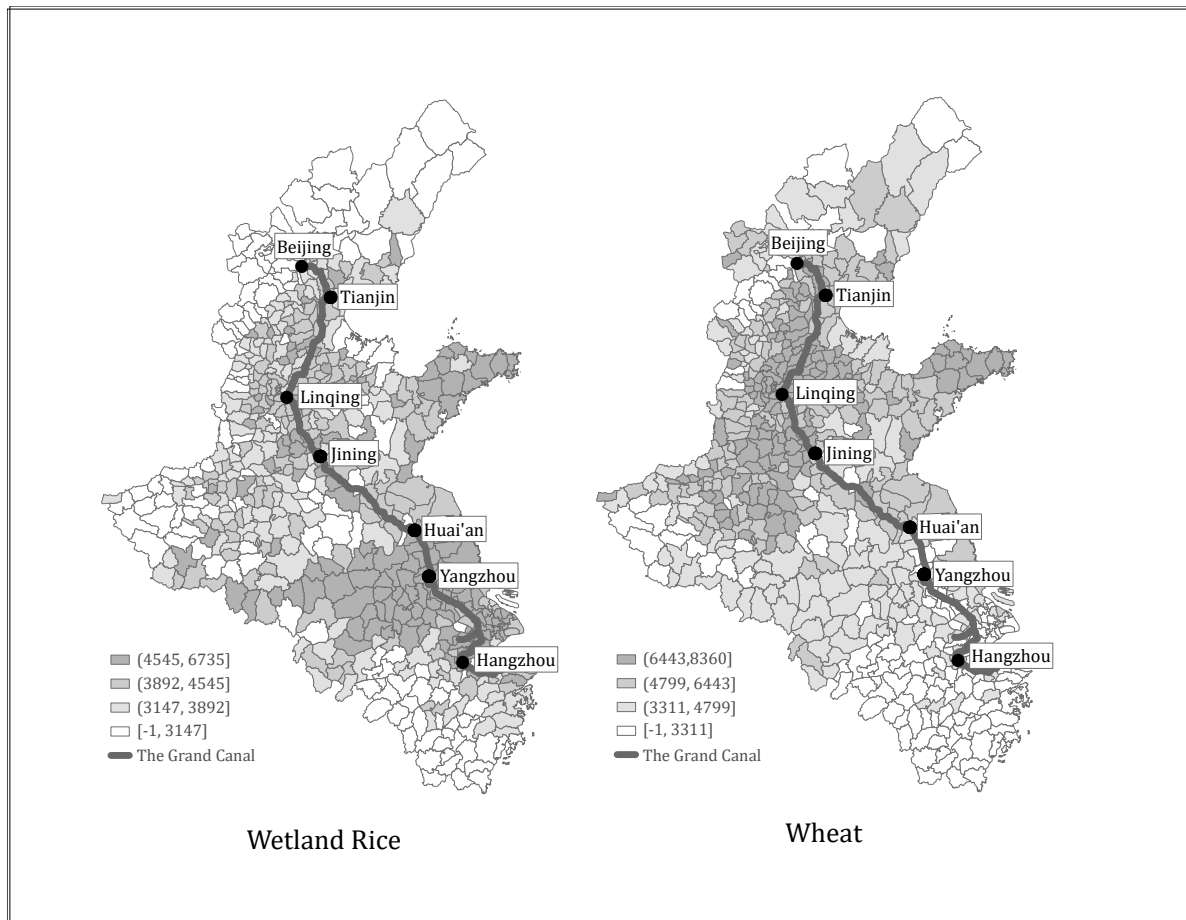 Beijing
Tianjin
Linqing
Jining
Huai'an
Yangzhou
Hangzhou
(4545, 6735]
(3892, 4545]
(3147, 3892]
[-1, 3147]
The Grand Canal
Wetland Rice
Beijing
Tianjin
Linqing
Jining
Huai'an
Yangzhou
Hangzhou
(6443,8360]
(4799, 6443]
(3311, 4799]
[-1, 3311]
The Grand Canal
Wheat